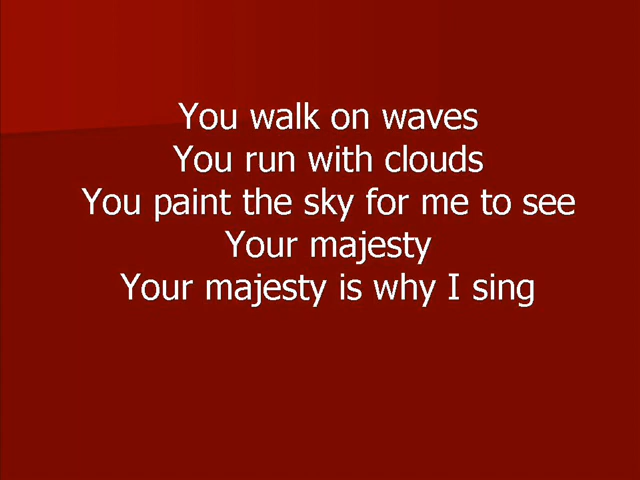 You walk on waves
You run with clouds
You paint the sky for me to see
Your majesty
Your majesty is why I sing